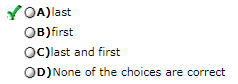 A) last
B) first
C) last and first
D) None of the choices are correct